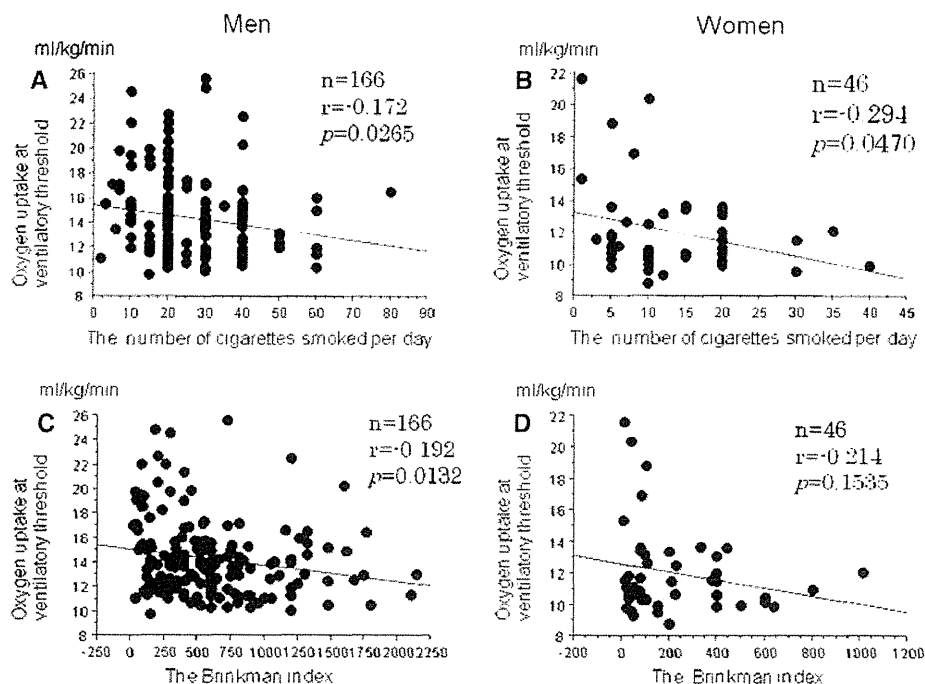 Men
Women
ml/kg/min
ml/kg/min
A
n=166
r=-0.172
p=0.0265
26
24
22
20
18
16
14
12
10
8
Oxygen uptake at
ventilatory threshold
0 10 20 30 40 50 60 70 80 90
The number of cigarettes smoked per day
B
n=46
r=-0.294
p=0.0470
22
20
18
16
14
12
10
8
Oxygen uptake at
ventilatory threshold
0 5 10 15 20 25 30 35 40 45
The number of cigarettes smoked per day
ml/kg/min
ml/kg/min
C
n=166
r=-0 192
p=0.0132
26
24
22
20
18
16
14
12
10
8
Oxygen uptake at
ventilatory threshold
-250 0 250 500 750 1000 1250 1500 1750 2000 2250
The Brinkman index
D
n=46
r=-0 214
p=0.1535
22
20
18
16
14
12
10
8
Oxygen uptake at
ventilatory threshold
-200 0 200 400 600 800 1000 1200
The Brinkman index